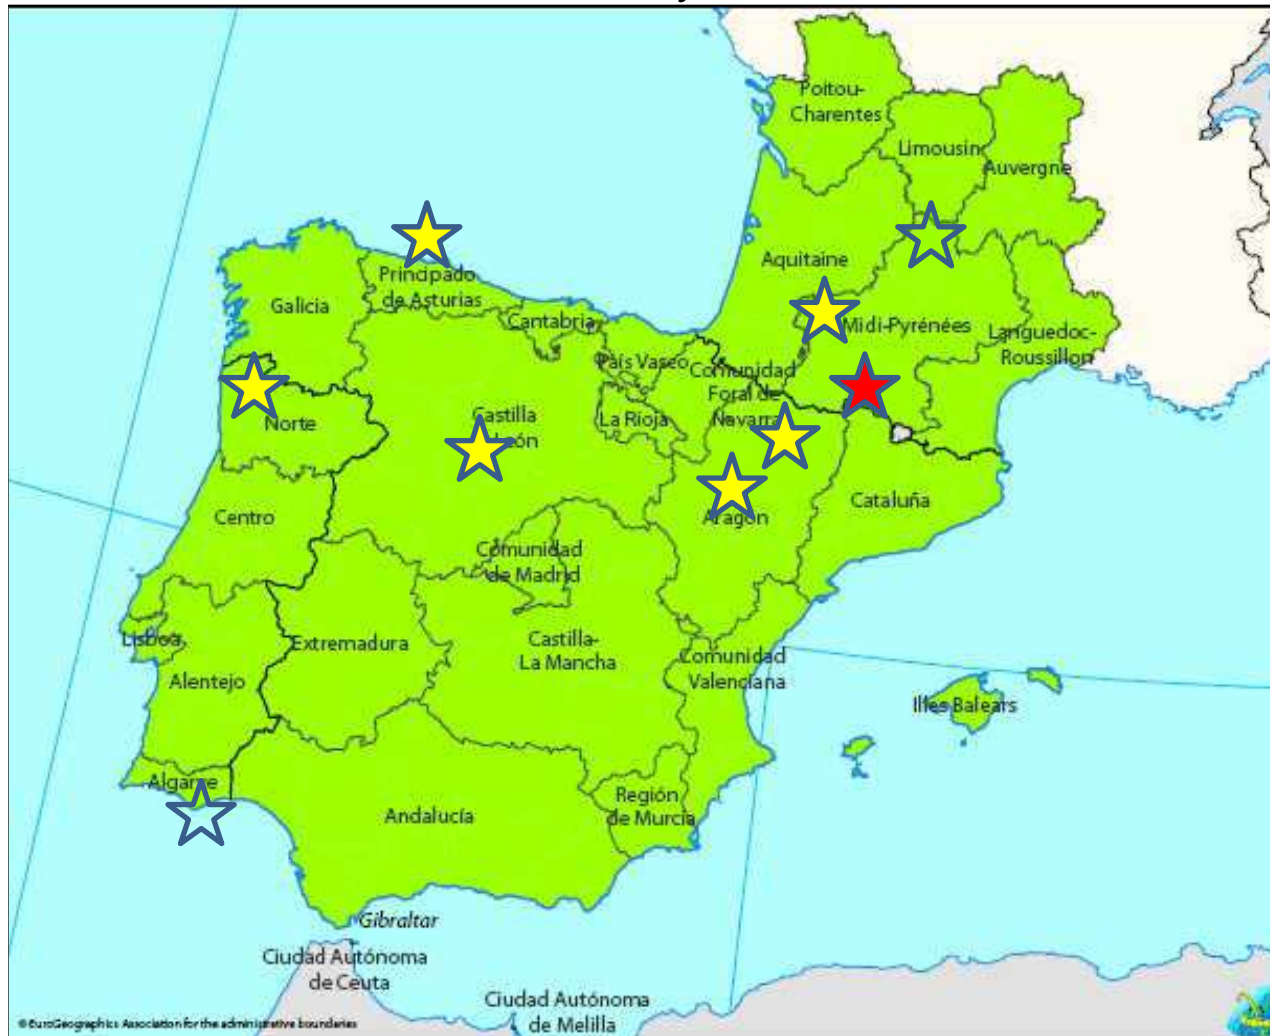 Poitou-
Charentes
Limousin
Auvergne
Aquitaine
Principado
de Asturias
Galicia
Cantabria
Midi-Pyrénées
Languedoc-
Roussillon
País Vasco
Comunidad
Foral de
Navarra
La Rioja
Castilla
León
Norte
Aragón
Cataluña
Centro
Comunidad
de Madrid
Lisboa
Extremadura
Castilla-
La Mancha
Comunidad
Valenciana
Alentejo
Illes Balears
Algarve
Andalucía
Región
de Murcia
Gibraltar
Ciudad Autónoma
de Ceuta
Ciudad Autónoma
de Melilla
© EuroGeographics Association for the administrative boundaries